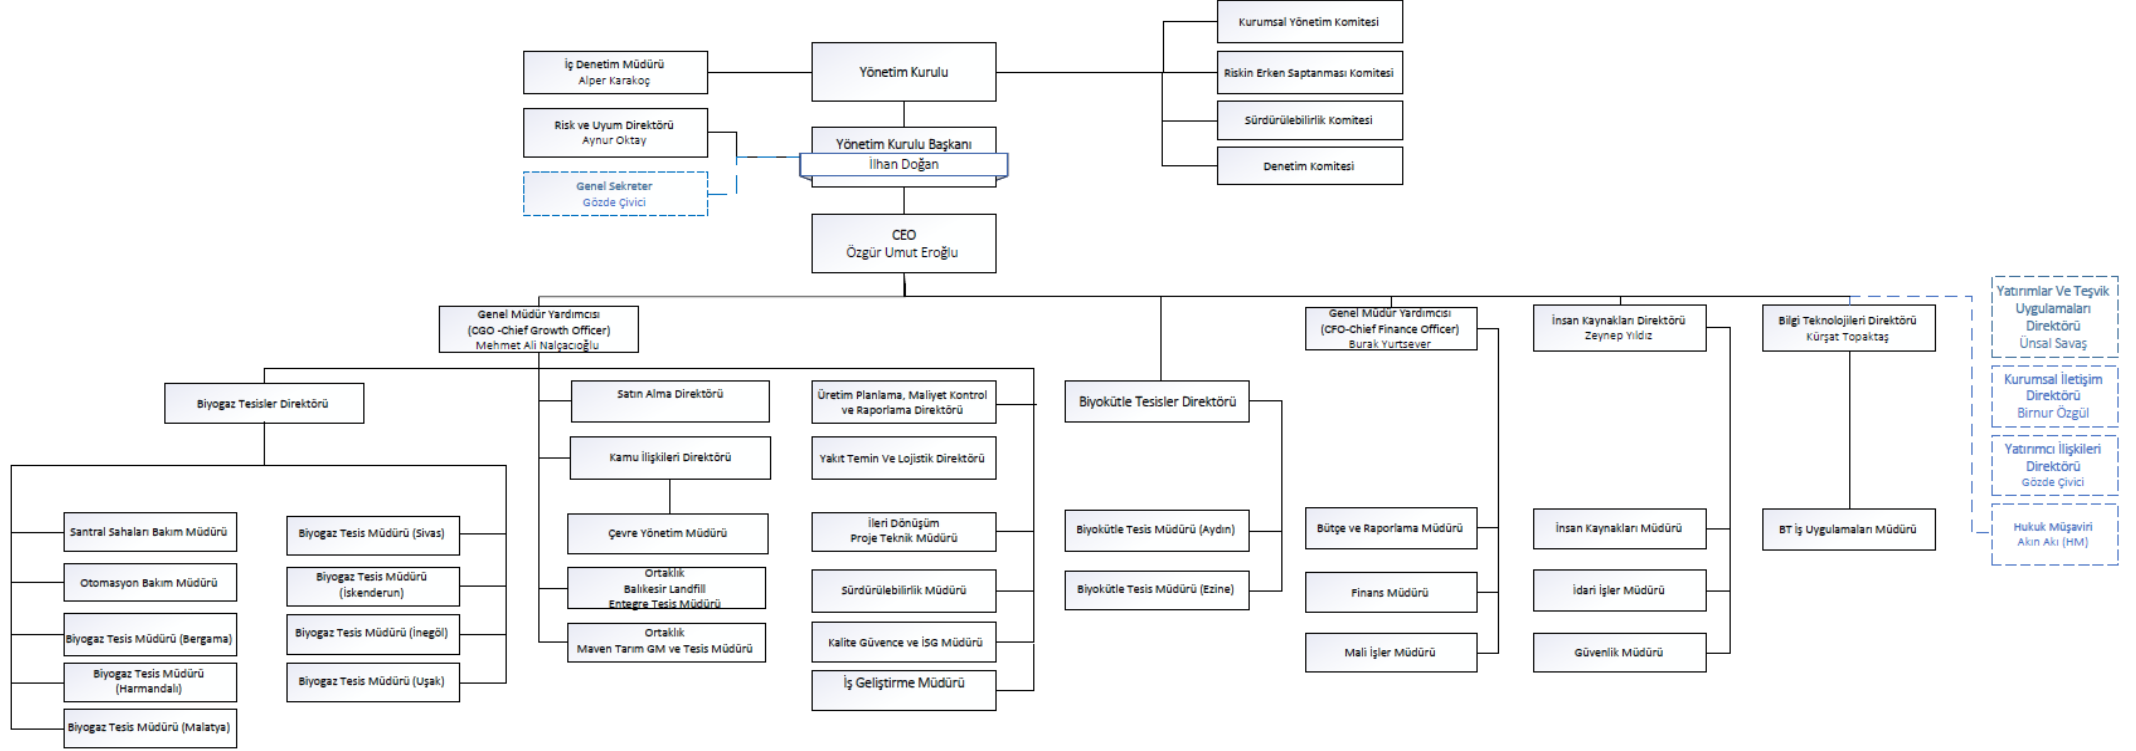 Kurumsal Yönetim Komitesi
İç Denetim Müdürü
Alper Karakoç
Yönetim Kurulu
Riskin Erken Saptanması Komitesi
Risk ve Uyum Direktörü
Aynur Oktay
Sürdürülebilirlik Komitesi
Yönetim Kurulu Başkanı
İlhan Doğan
Denetim Komitesi
Genel Sekreter
Gözde Çivici
CEO
Özgür Umut Eroğlu
Genel Müdür Yardımcısı
(CGO -Chief Growth Officer)
Mehmet Ali Nalçacıoğlu
Genel Müdür Yardımcısı
(CFO-Chief Finance Officer)
Burak Yurtsever
İnsan Kaynakları Direktörü
Zeynep Yıldız
Bilgi Teknolojileri Direktörü
Kürşat Topaktaş
Yatırımlar Ve Teşvik
Uygulamaları
Direktörü
Ünsal Savaş
Kurumsal İletişim
Direktörü
Birnur Özgül
Yatırımcı İlişkileri
Direktörü
Gözde Çivici
Hukuk Müşaviri
Akın Akı (HM)
Biyogaz Tesisler Direktörü
Satın Alma Direktörü
Üretim Planlama, Maliyet Kontrol
ve Raporlama Direktörü
Biyokütle Tesisler Direktörü
Kamu İlişkileri Direktörü
Yakıt Temin Ve Lojistik Direktörü
Santral Sahaları Bakım Müdürü
Biyogaz Tesis Müdürü (Sivas)
Çevre Yönetim Müdürü
İleri Dönüşüm
Proje Teknik Müdürü
Biyokütle Tesis Müdürü (Aydın)
Bütçe ve Raporlama Müdürü
İnsan Kaynakları Müdürü
BT İş Uygulamaları Müdürü
Otomasyon Bakım Müdürü
Biyogaz Tesis Müdürü
(İskenderun)
Ortaklık
Balıkesir Landfill
Entegre Tesis Müdürü
Sürdürülebilirlik Müdürü
Biyokütle Tesis Müdürü (Ezine)
Finans Müdürü
İdari İşler Müdürü
Biyogaz Tesis Müdürü (Bergama)
Biyogaz Tesis Müdürü (İnegöl)
Ortaklık
Maven Tarım GM ve Tesis Müdürü
Kalite Güvence ve İSG Müdürü
Mali İşler Müdürü
Güvenlik Müdürü
Biyogaz Tesis Müdürü
(Harmandalı)
Biyogaz Tesis Müdürü (Uşak)
İş Geliştirme Müdürü
Biyogaz Tesis Müdürü (Malatya)